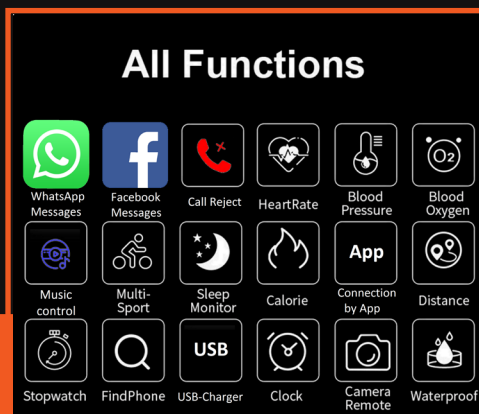 All Functions
WhatsApp
Messages
Facebook
Messages
Call Reject
HeartRate
Blood
Pressure
O2
Blood
Oxygen
Music
control
Multi-
Sport
Sleep
Monitor
Calorie
App
Connection
by App
Distance
Stopwatch
FindPhone
USB
USB-Charger
Clock
Camera
Remote
Waterproof